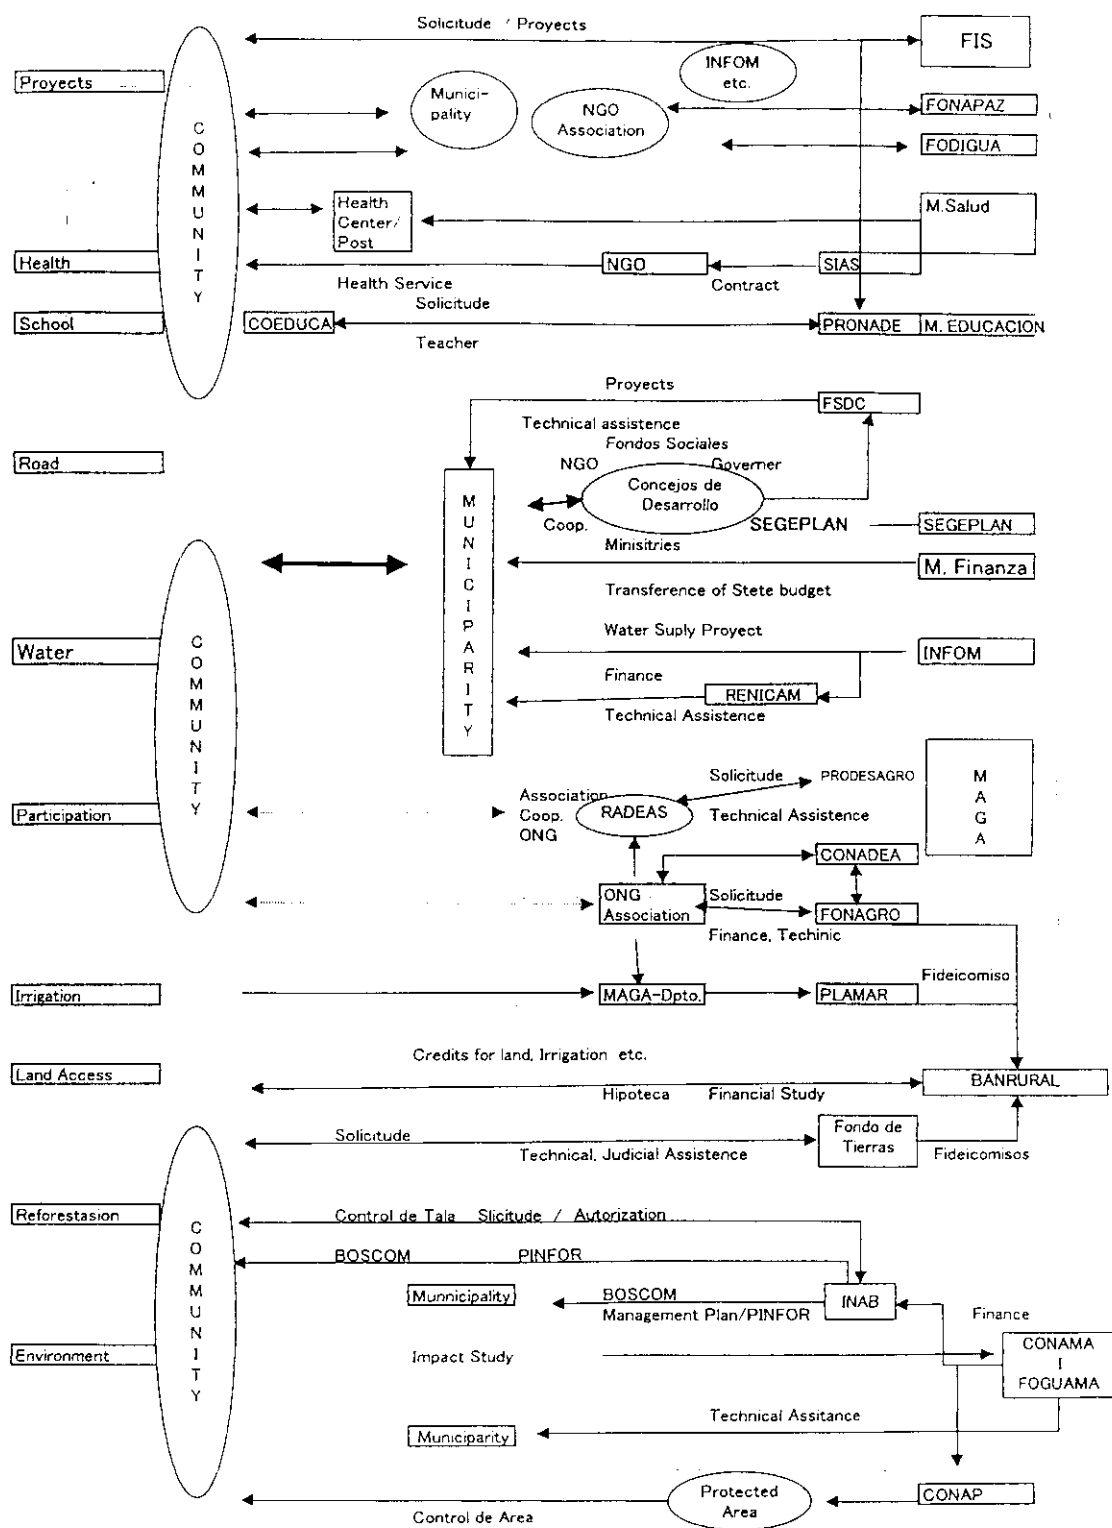 Solicitude / Proyects
FIS
Proyects
INFOM
etc.
Munici-
pality
NGO
Association
FONAPAZ
FODIGUA
COMMUNITY
Health
Center/
Post
M.Salud
Health
NGO
SIAS
Health Service
Contract
Solicitude
School
COEDUCA
PRONADE
M. EDUCACION
Teacher
Proyects
FSDC
Technical assistence
Fondos Sociales
Road
NGO
Governer
Concejos de
Desarrollo
MUNICIPARITY
Coop.
SEGEPLAN
SEGEPLAN
Minisitries
M. Finanza
Transference of Stete budget
Water Suply Proyect
Water
COMMUNITY
INFOM
Finance
RENICAM
Technical Assistence
Solicitude
PRODESAGRO
MAGA
Association
Coop.
ONG
RADEAS
Technical Assistence
Participation
CONADEA
ONG
Association
Solicitude
FONAGRO
Finance, Techinic
Fideicomiso
Irrigation
MAGA-Dpto.
PLAMAR
Credits for land, Irrigation etc.
Land Access
BANRURAL
Hipoteca
Financial Study
Solicitude
Fondo de
Tierras
Technical, Judicial Assistence
Fideicomisos
Reforestasion
Control de Tala Slicitude / Autorization
COMMUNITY
BOSCOM
PINFOR
Munnicipality
BOSCOM
Management Plan/PINFOR
INAB
Finance
Environment
Impact Study
CONAMA
I
FOGUAMA
Technical Assitance
Municiparity
Protected
Area
CONAP
Control de Area